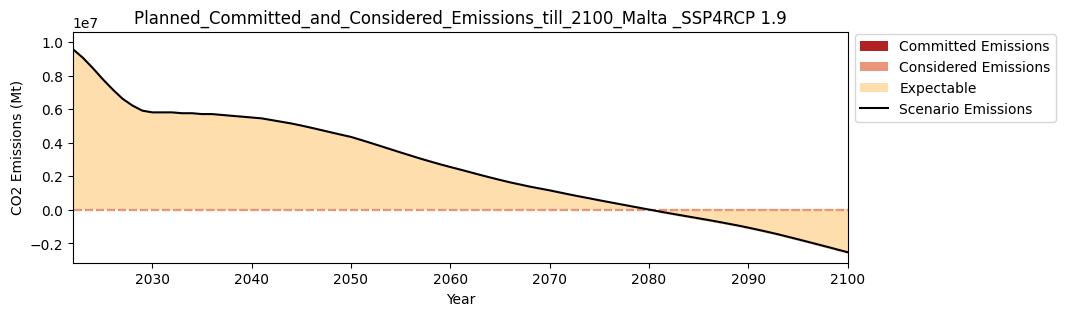 Planned_Committed_and_Considered_Emissions_till_2100_Malta _SSP4RCP 1.9
1e7
1.0
0.8
0.6
0.4
0.2
0.0
−0.2
CO2 Emissions (Mt)
2030 2040 2050 2060 2070 2080 2090 2100
Year
Committed Emissions
Considered Emissions
Expectable
Scenario Emissions